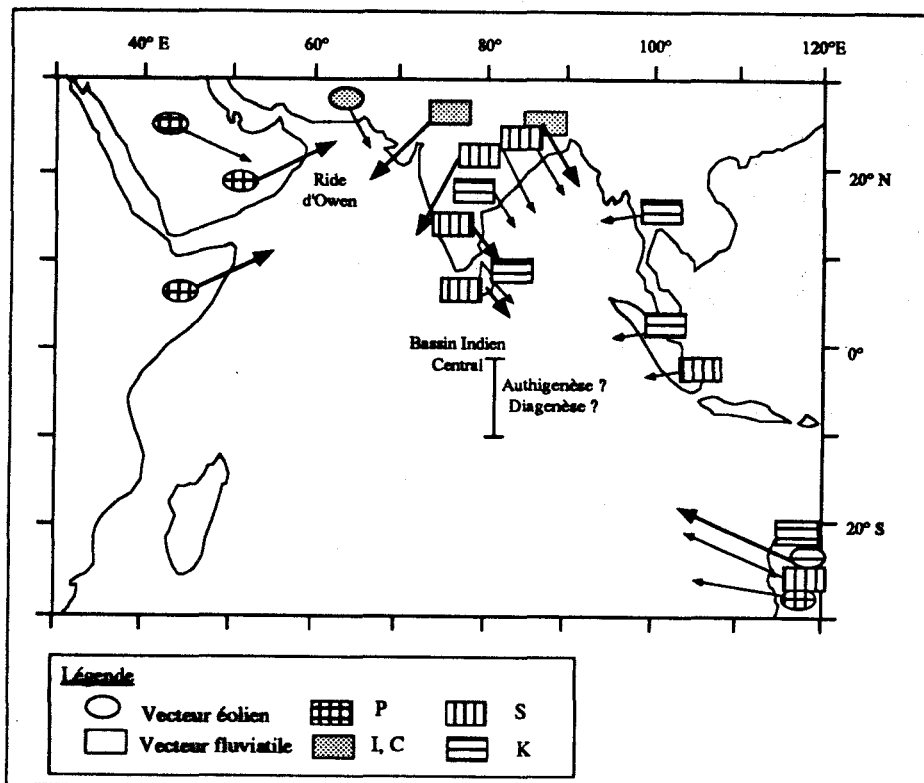 40° E 60° 80° 100° 120°E
20° N
Ride
d'Owen
Bassin Indien
Central
0°
Authigenèse ?
Diagenèse ?
20° S
Légende
Vecteur éolien P S
Vecteur fluviatile I, C K